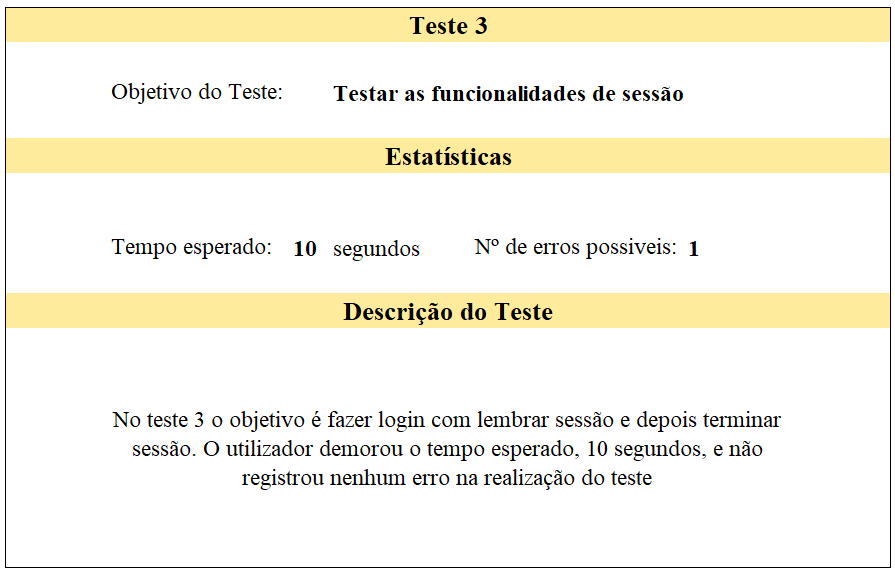 Teste 3
Objetivo do Teste: Testar as funcionalidades de sessão
Estatísticas
Tempo esperado: 10 segundos Nº de erros possiveis: 1
Descrição do Teste
No teste 3 o objetivo é fazer login com lembrar sessão e depois terminar
sessão. O utilizador demorou o tempo esperado, 10 segundos, e não
registrou nenhum erro na realização do teste